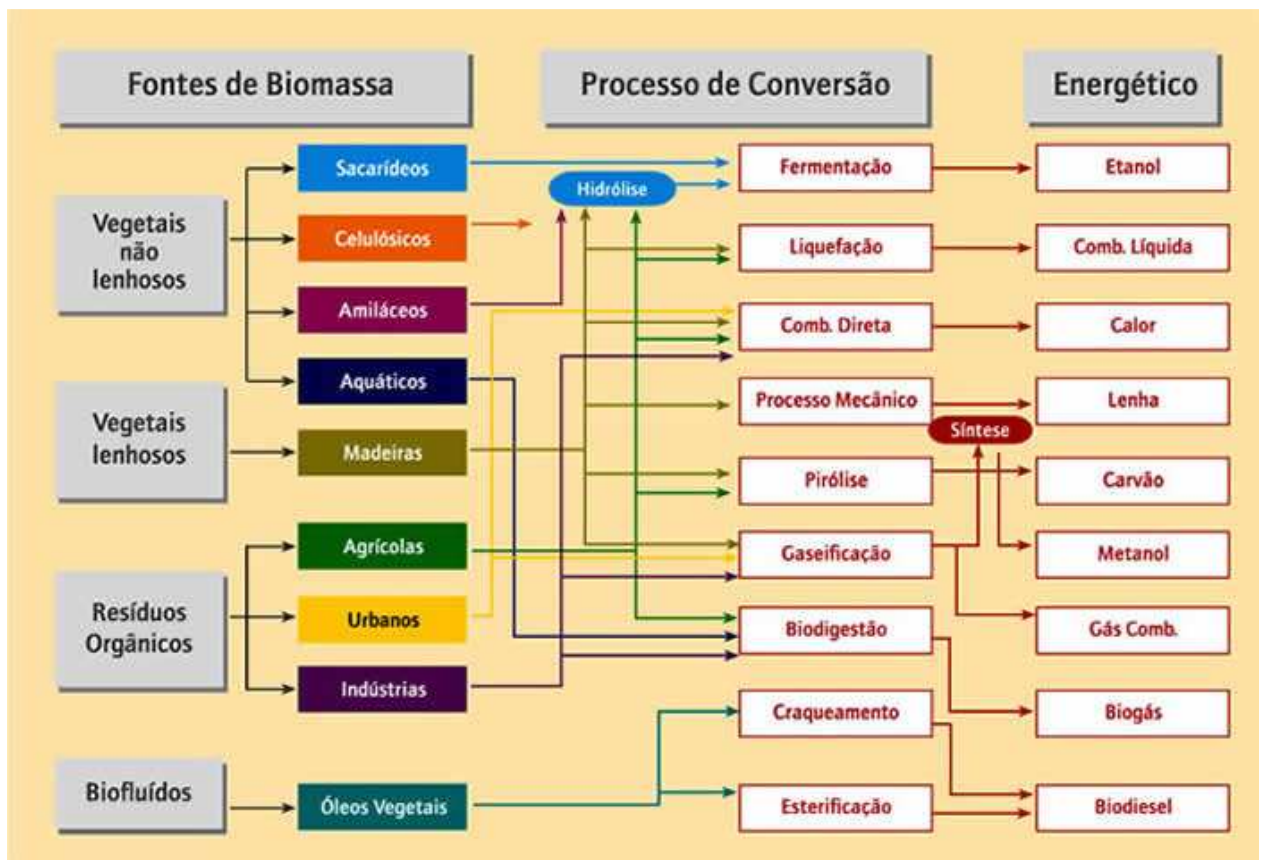 Fontes de Biomassa
Processo de Conversão
Energético
Vegetais
não
lenhosos
Vegetais
lenhosos
Resíduos
Orgânicos
Biofluídos
Sacarídeos
Celulósicos
Amiláceos
Aquáticos
Madeiras
Agrícolas
Urbanos
Indústrias
Óleos Vegetais
Hidrólise
Fermentação
Liquefação
Comb. Direta
Processo Mecânico
Pirólise
Gaseificação
Biodigestão
Craqueamento
Esterificação
Síntese
Etanol
Comb. Líquida
Calor
Lenha
Carvão
Metanol
Gás Comb.
Biogás
Biodiesel